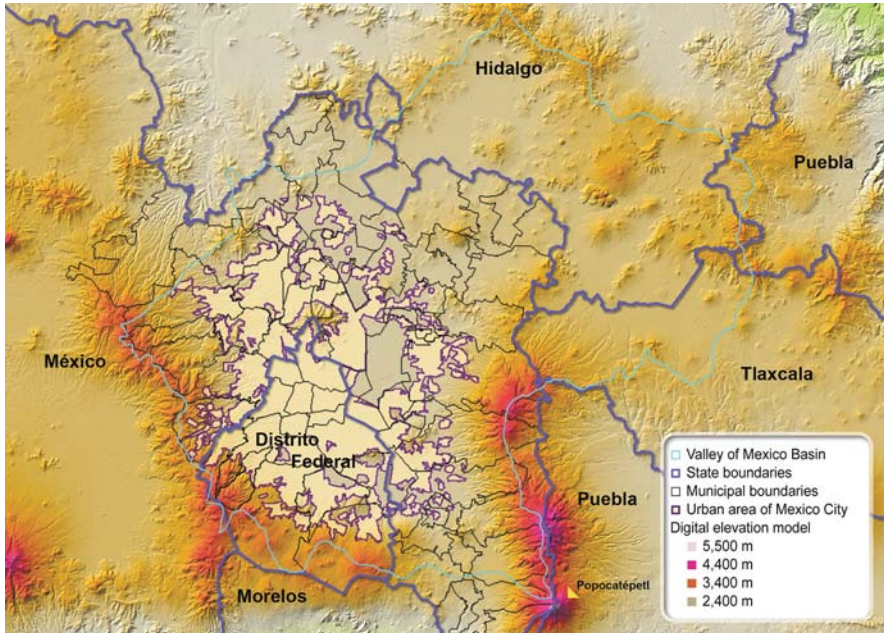 Hidalgo
Puebla
México
Tlaxcala
Distrito
Federal
Puebla
Morelos
Popocatépetl
Valley of Mexico Basin
State boundaries
Municipal boundaries
Urban area of Mexico City
Digital elevation model
5,500 m
4,400 m
3,400 m
2,400 m